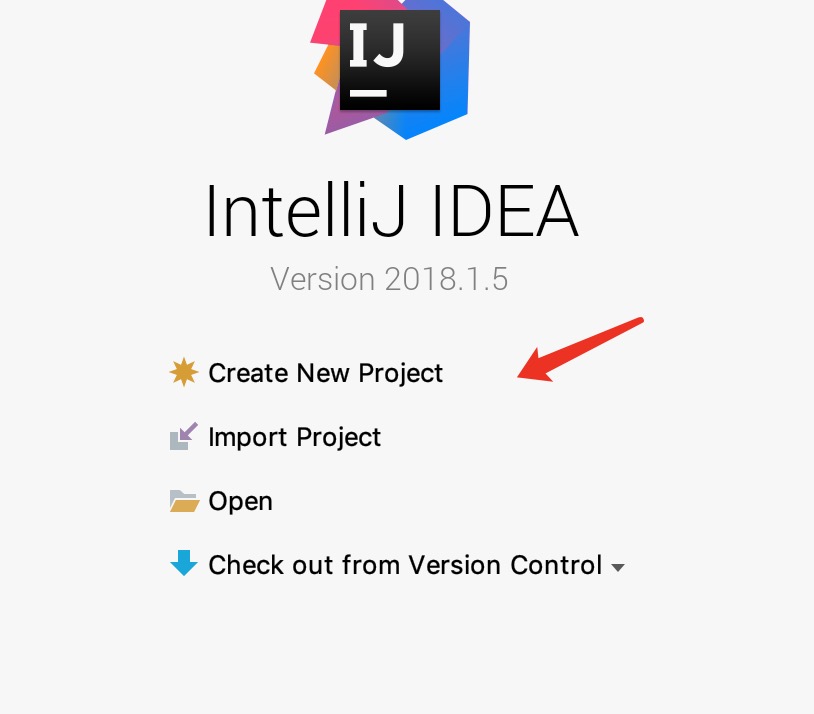 IJ
IntelliJ IDEA
Version 2018.1.5
Create New Project
Import Project
Open
Check out from Version Control